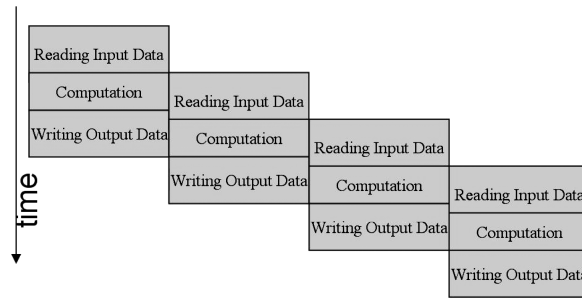 Reading Input Data
Computation
Writing Output Data
Reading Input Data
Computation
Writing Output Data
Reading Input Data
Computation
Writing Output Data
Reading Input Data
Computation
Writing Output Data
time